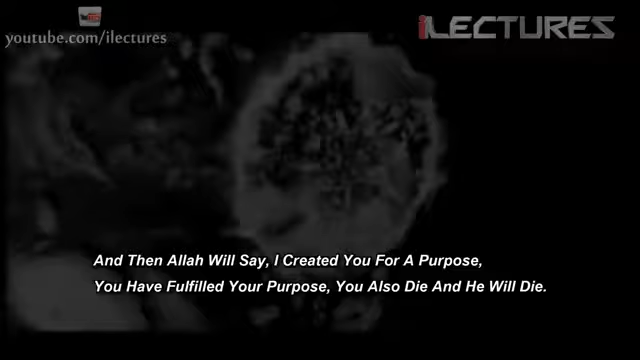 iLECTURES
youtube.com/ilectures
And Then Allah Will Say, I Created You For A Purpose,
You Have Fulfilled Your Purpose, You Also Die And He Will Die.